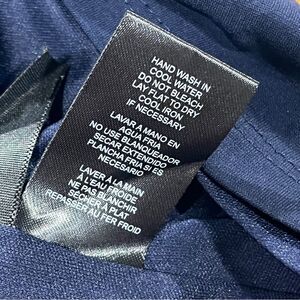 HAND WASH IN
COOL WATER
DO NOT BLEACH
LAY FLAT TO DRY
COOL IRON
IF NECESSARY
LAVAR A MANO EN
AGUA FRIA
NO USE BLANQUEADOR
SECAR EXTENDIDO
PLANCHA FRIA SI ES
NECESARIO
LAVER À LA MAIN
À L'EAU FROIDE
NE PAS BLANCHIR
SÉCHER À PLAT
REPASSER AU FER FROID